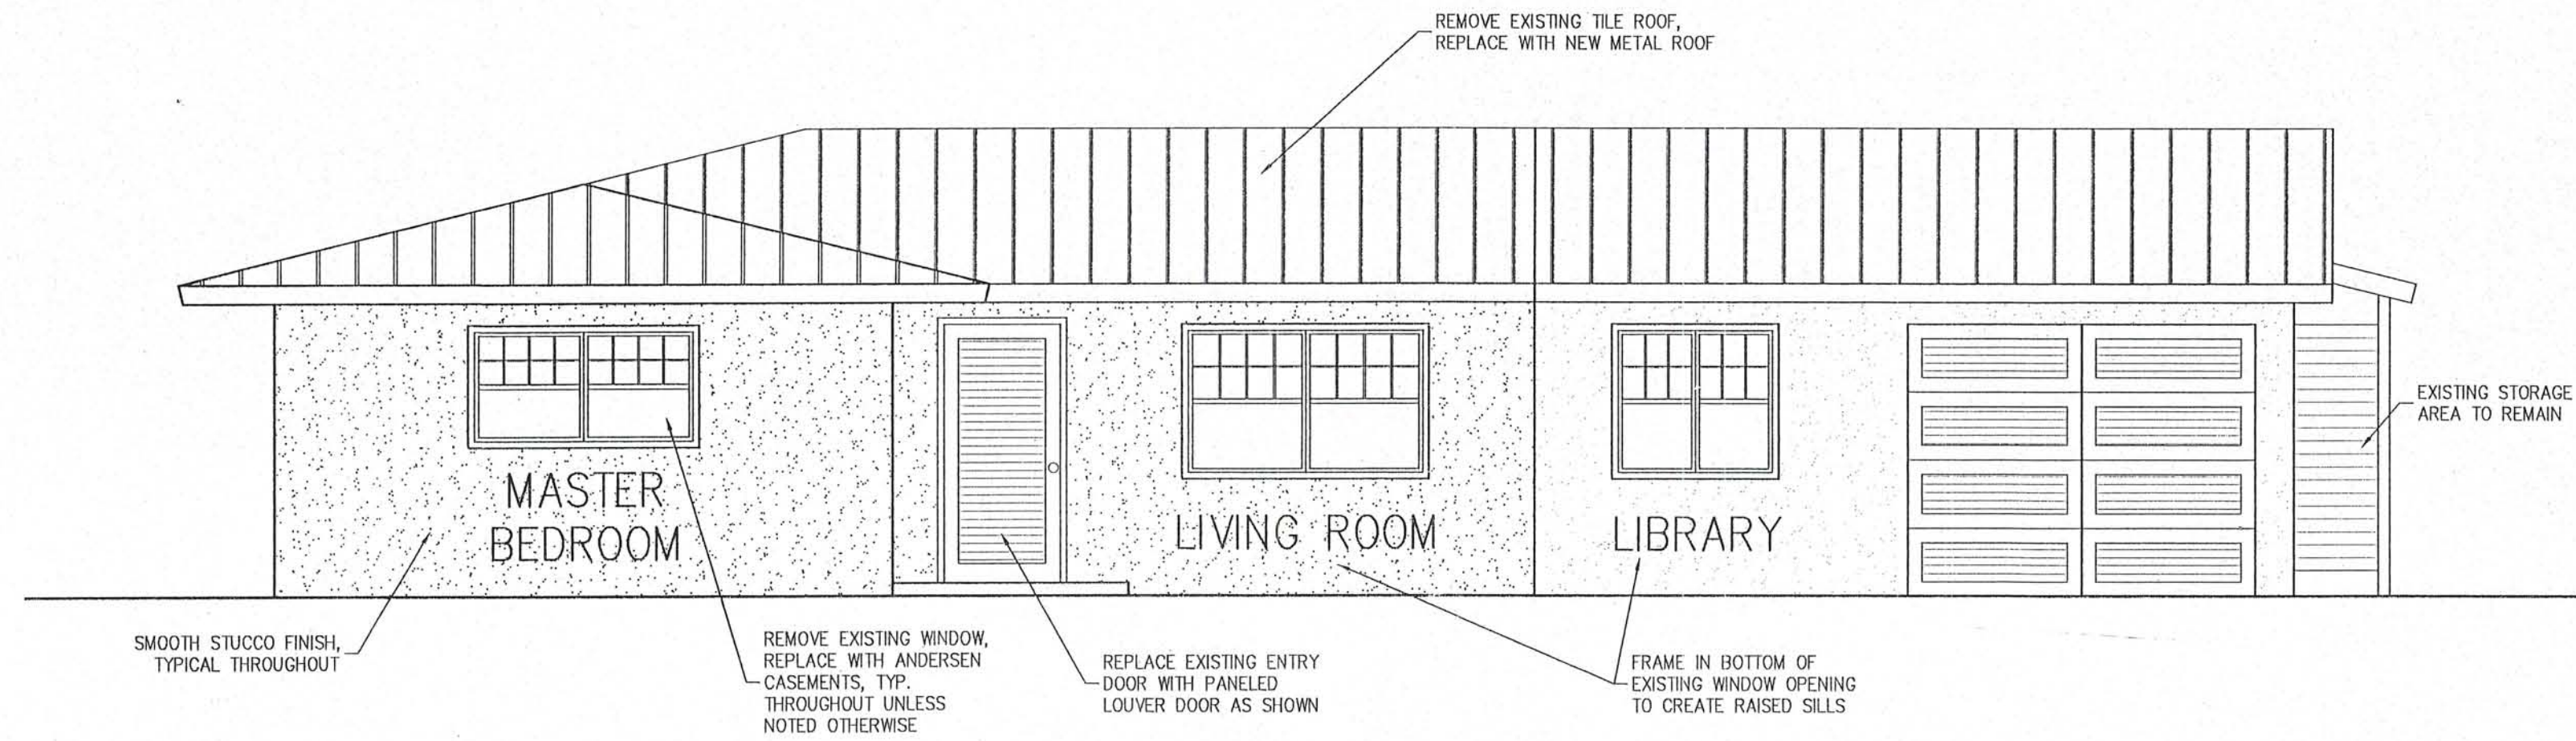 REMOVE EXISTING TILE ROOF,
REPLACE WITH NEW METAL ROOF
EXISTING STORAGE
AREA TO REMAIN
MASTER
BEDROOM
LIVING ROOM
LIBRARY
SMOOTH STUCCO FINISH,
TYPICAL THROUGHOUT
REMOVE EXISTING WINDOW,
REPLACE WITH ANDERSEN
CASEMENTS, TYP.
THROUGHOUT UNLESS
NOTED OTHERWISE
REPLACE EXISTING ENTRY
DOOR WITH PANELED
LOUVER DOOR AS SHOWN
FRAME IN BOTTOM OF
EXISTING WINDOW OPENING
TO CREATE RAISED SILLS